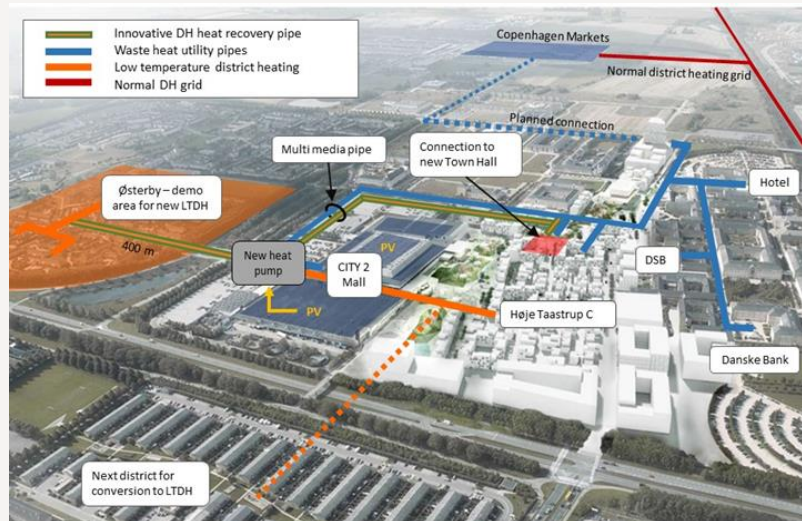 Innovative DH heat recovery pipe
Waste heat utility pipes
Low temperature district heating
Normal DH grid
Copenhagen Markets
Normal district heating grid
Planned connection
Multi media pipe
Connection to
new Town Hall
Østerby – demo
area for new LTDH
Hotel
400 m
New heat
pump
PV
CITY 2
Mall
DSB
PV
Høje Taastrup C
Danske Bank
Next district for
conversion to LTDH